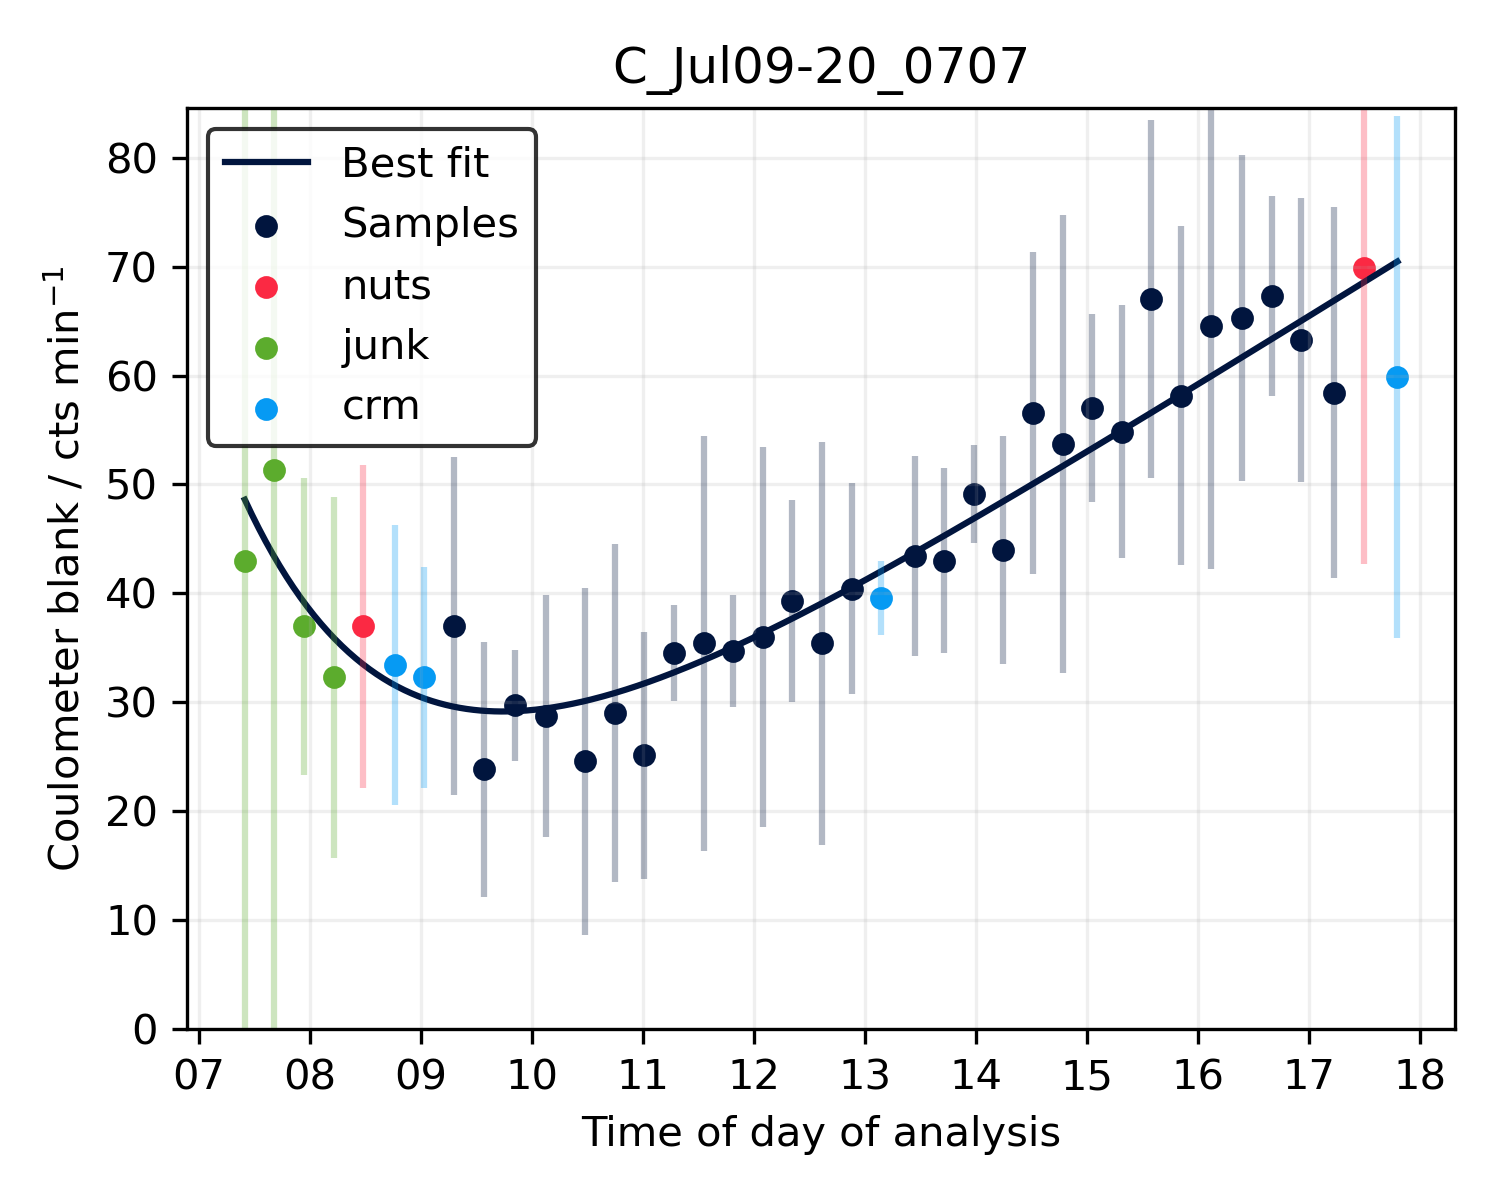 C_Jul09-20_0707
Coulometer blank / cts min⁻¹
80
70
60
50
40
30
20
10
0
Best fit
Samples
nuts
junk
crm
07 08 09 10 11 12 13 14 15 16 17 18
Time of day of analysis